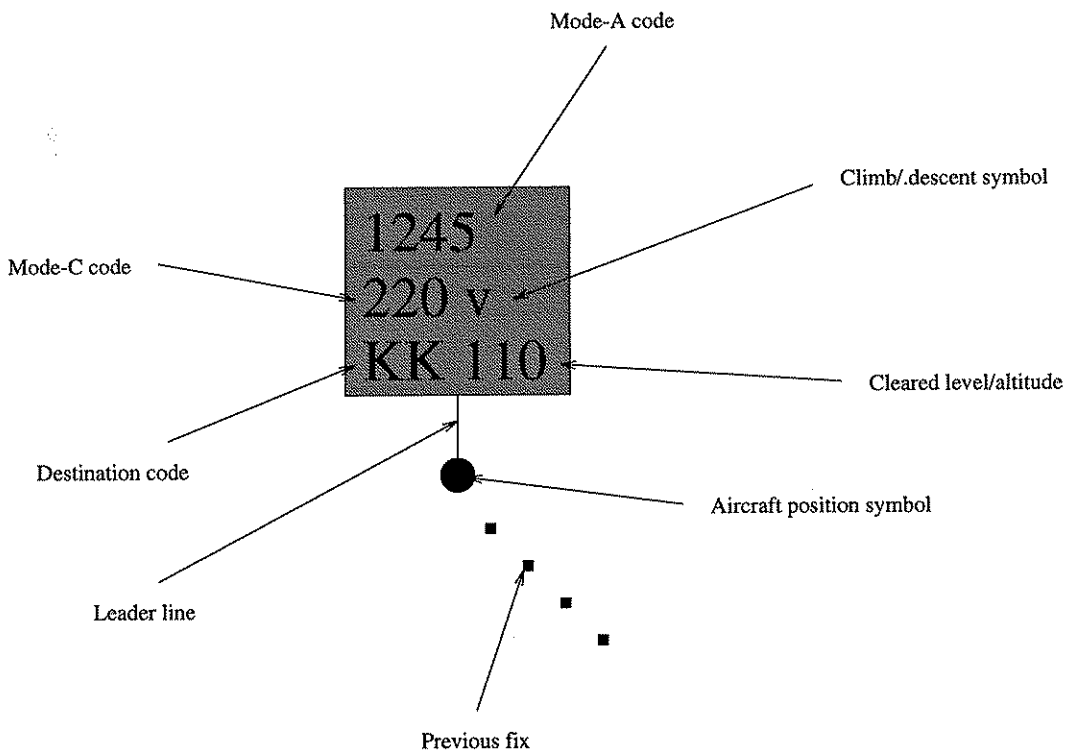 Mode-A code
Climb/.descent symbol
1245
Mode-C code
220 v
KK 110
Cleared level/altitude
Destination code
Aircraft position symbol
Leader line
Previous fix